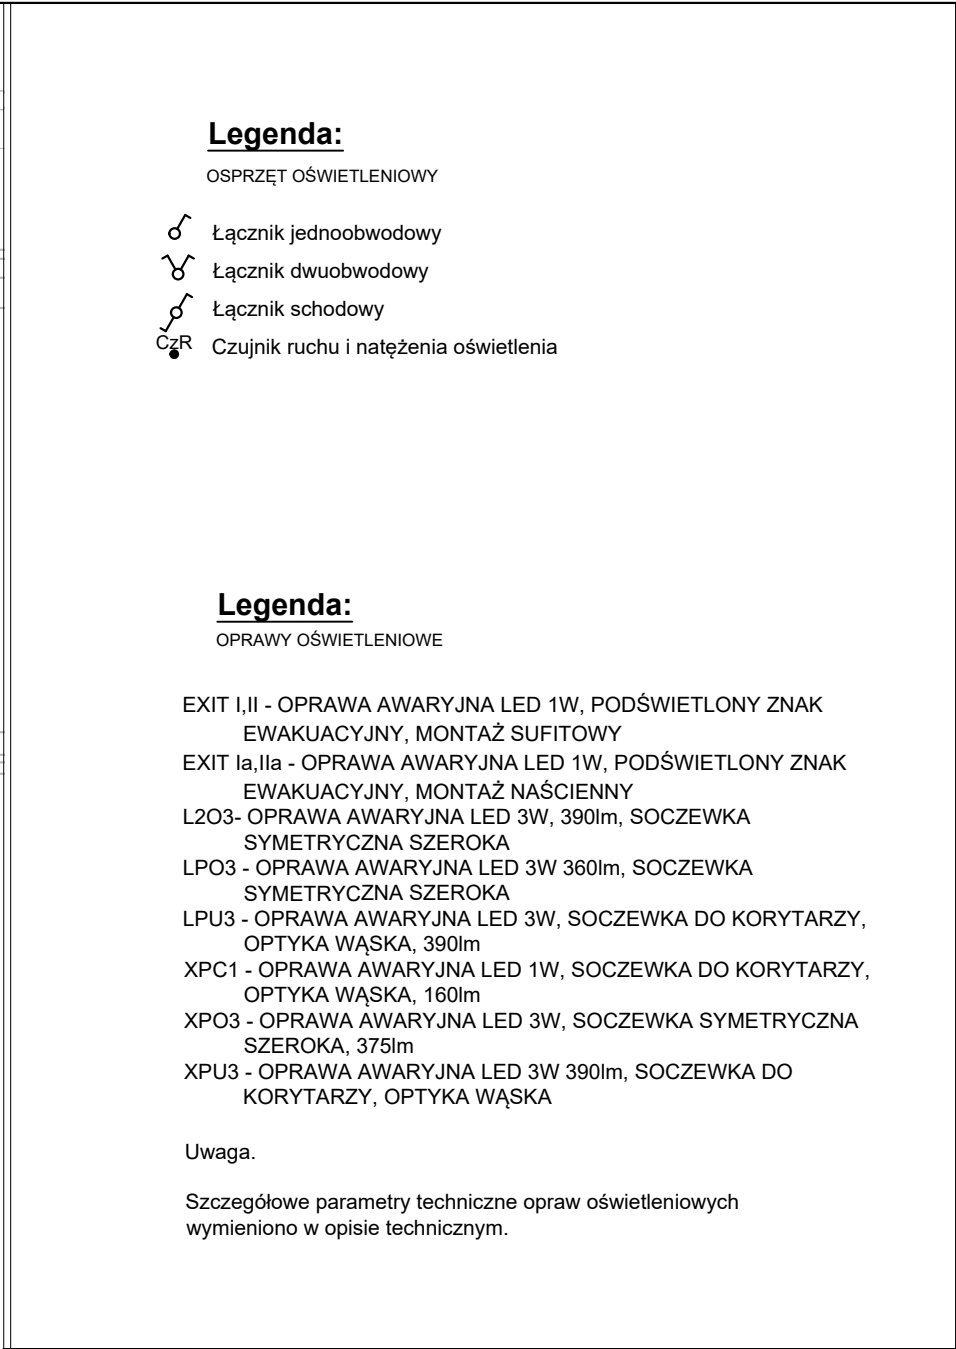 Legenda:
OSPRZĘT OŚWIETLENIOWY
Łącznik jednoobwodowy
Łącznik dwuobwodowy
Łącznik schodowy
CzR Czujnik ruchu i natężenia oświetlenia
Legenda:
OPRAWY OŚWIETLENIOWE
EXIT I,II - OPRAWA AWARYJNA LED 1W, PODŚWIETLONY ZNAK
EWAKUACYJNY, MONTAŻ SUFITOWY
EXIT Ia,IIa - OPRAWA AWARYJNA LED 1W, PODŚWIETLONY ZNAK
EWAKUACYJNY, MONTAŻ NAŚCIENNY
L2O3- OPRAWA AWARYJNA LED 3W, 390lm, SOCZEWKA
SYMETRYCZNA SZEROKA
LPO3 - OPRAWA AWARYJNA LED 3W 360lm, SOCZEWKA
SYMETRYCZNA SZEROKA
LPU3 - OPRAWA AWARYJNA LED 3W, SOCZEWKA DO KORYTARZY,
OPTYKA WĄSKA, 390lm
XPC1 - OPRAWA AWARYJNA LED 1W, SOCZEWKA DO KORYTARZY,
OPTYKA WĄSKA, 160lm
XPO3 - OPRAWA AWARYJNA LED 3W, SOCZEWKA SYMETRYCZNA
SZEROKA, 375lm
XPU3 - OPRAWA AWARYJNA LED 3W 390lm, SOCZEWKA DO
KORYTARZY, OPTYKA WĄSKA
Uwaga.
Szczegółowe parametry techniczne opraw oświetleniowych
wymieniono w opisie technicznym.